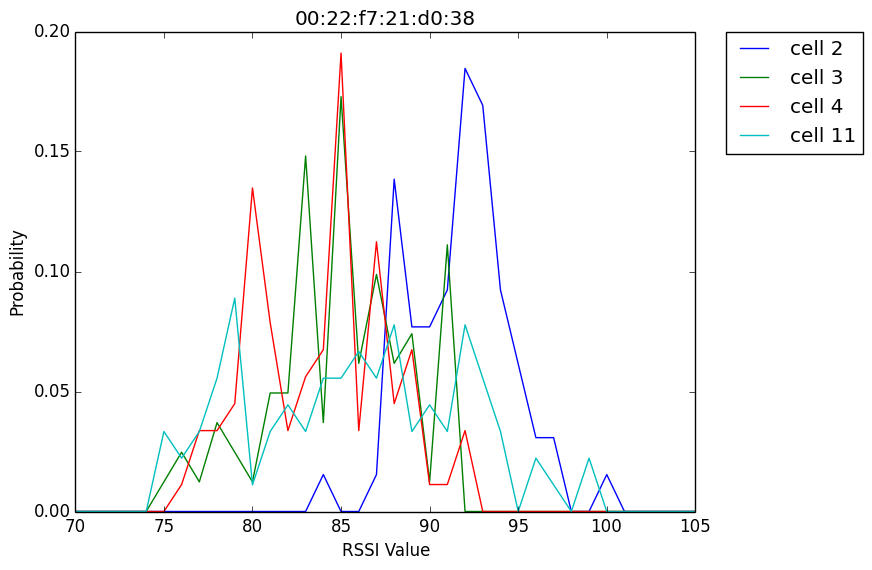 00:22:f7:21:d0:38
0.20
0.15
0.10
0.05
0.00
Probability
70 75 80 85 90 95 100 105
RSSI Value
cell 2
cell 3
cell 4
cell 11